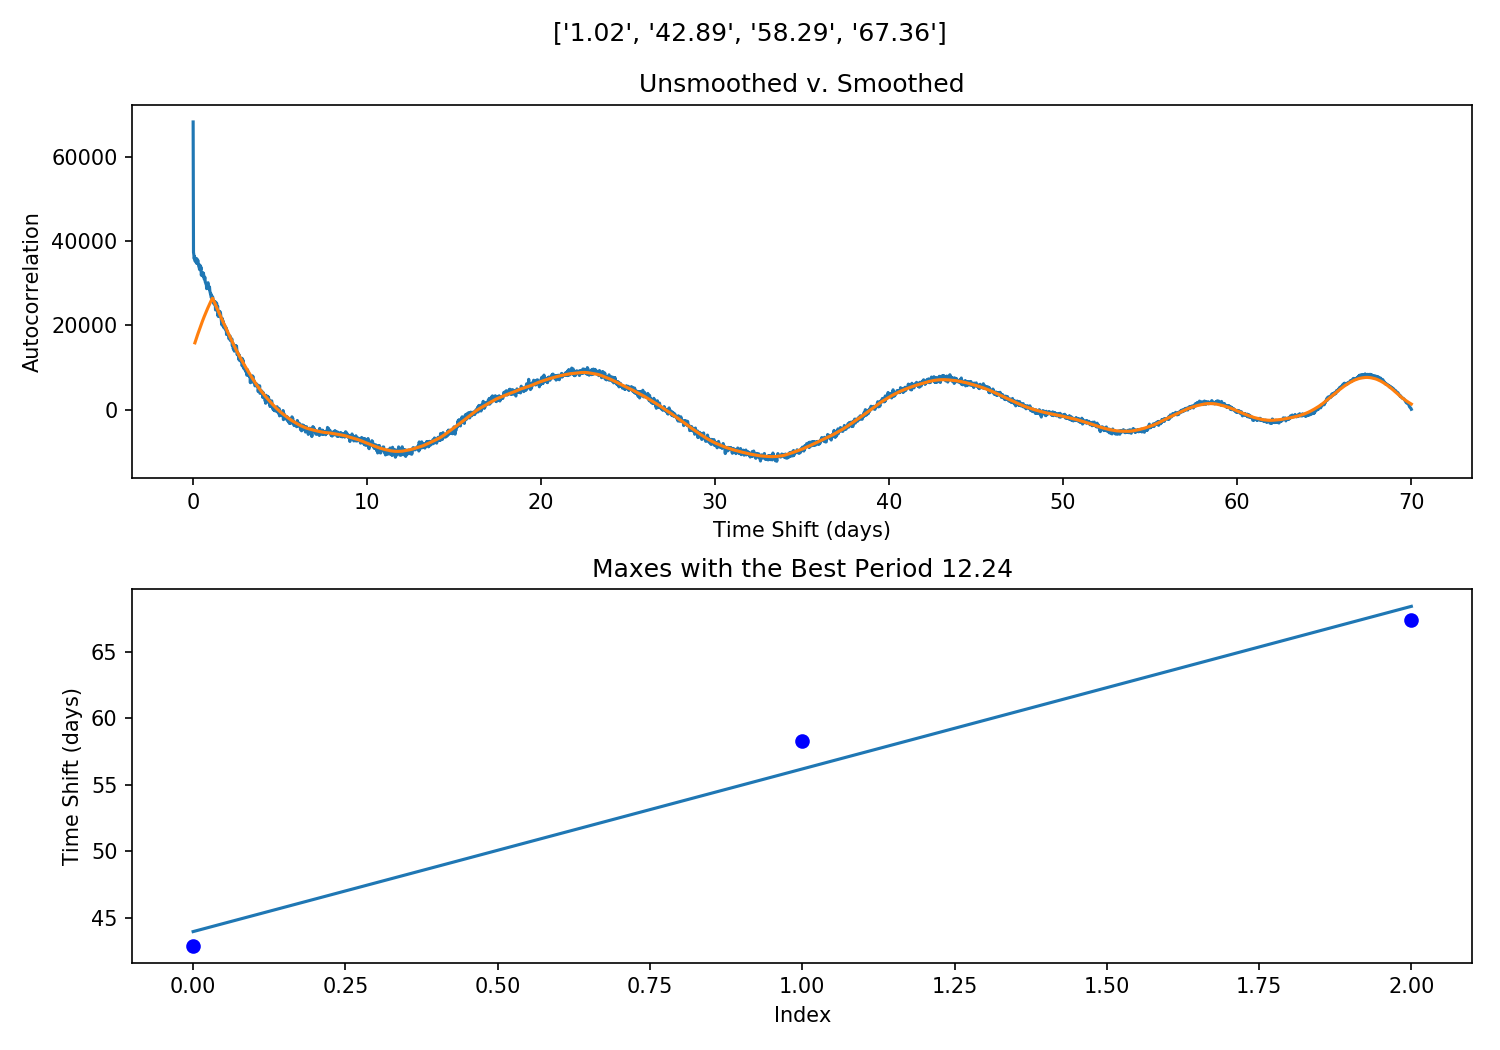 ['1.02', '42.89', '58.29', '67.36']
Unsmoothed v. Smoothed
Autocorrelation
60000
40000
20000
0
0 10 20 30 40 50 60 70
Time Shift (days)
Maxes with the Best Period 12.24
Time Shift (days)
65
60
55
50
45
0.00 0.25 0.50 0.75 1.00 1.25 1.50 1.75 2.00
Index